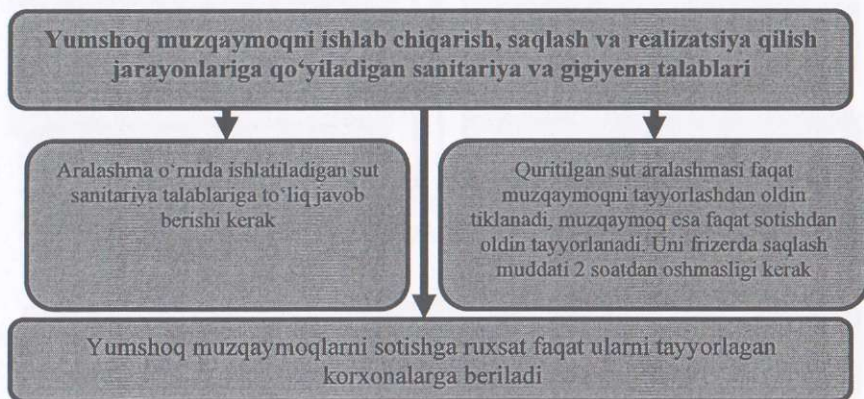 Yumshoq muzqaymoqni ishlab chiqarish, saqlash va realizatsiya qilish
jarayonlariga qo‘yiladigan sanitariya va gigiyena talablari
Aralashma o‘rnida ishlatiladigan sut
sanitariya talablariga to‘liq javob
berishi kerak
Quritilgan sut aralashmasi faqat
muzqaymoqni tayyorlashdan oldin
tiklanadi, muzqaymoq esa faqat sotishdan
oldin tayyorlanadi. Uni frizerda saqlash
muddati 2 soatdan oshmasligi kerak
Yumshoq muzqaymoqlarni sotishga ruxsat faqat ularni tayyorlagan
korxonalarga beriladi